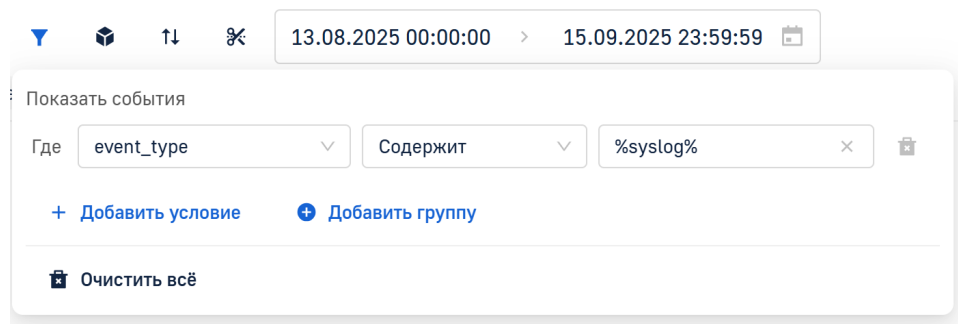 13.08.2025 00:00:00 > 15.09.2025 23:59:59
Показать события
Где event_type Содержит %syslog%
+ Добавить условие + Добавить группу
Очистить всё